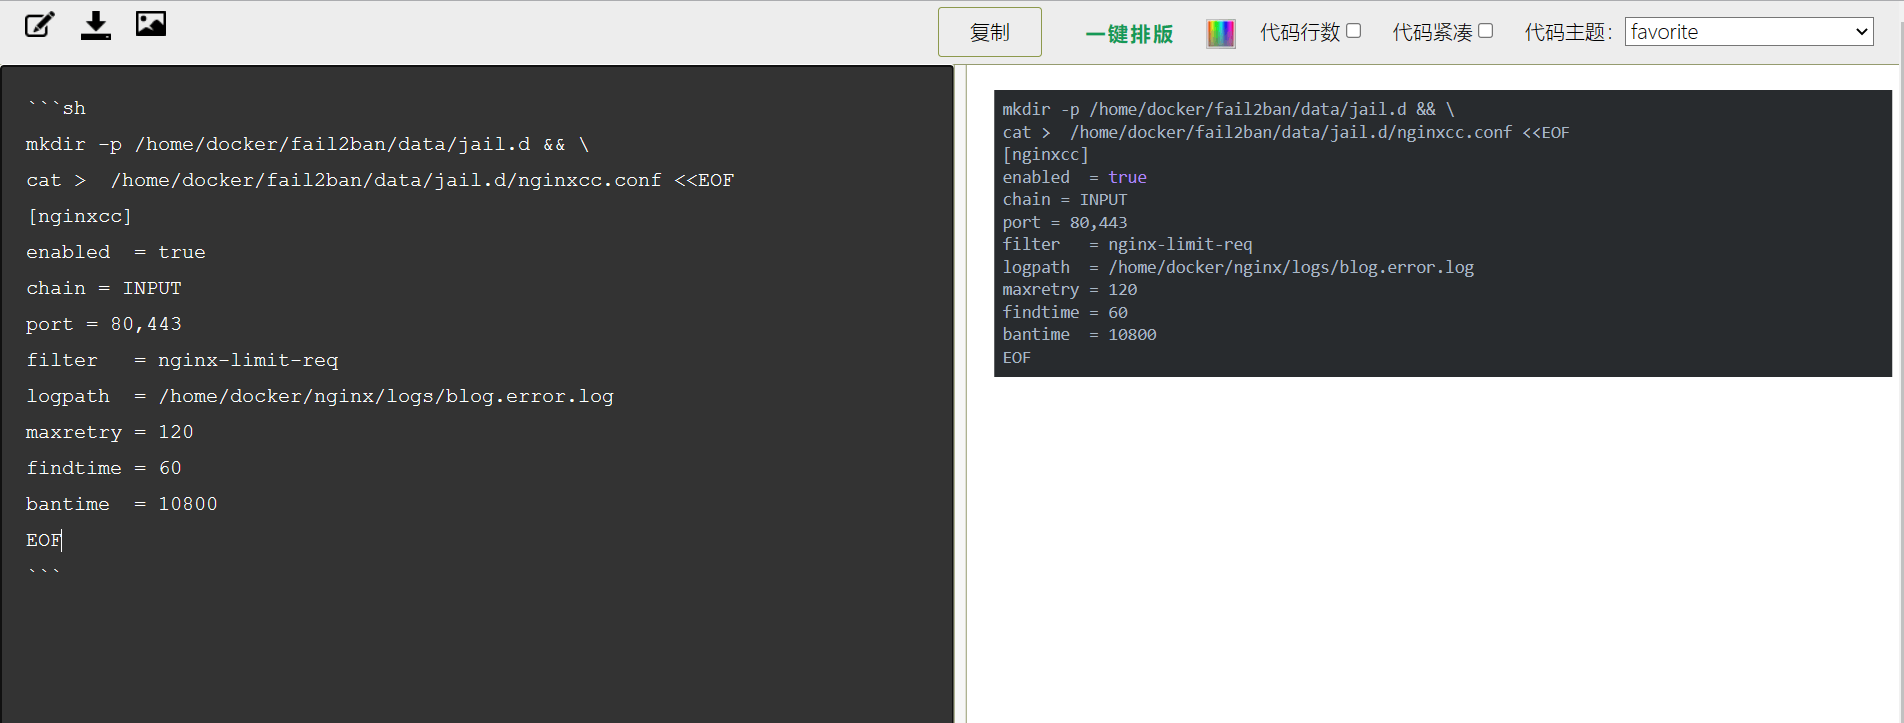 复制 一键排版 代码行数 代码紧凑 代码主题： favorite
```sh
mkdir -p /home/docker/fail2ban/data/jail.d && \
cat >  /home/docker/fail2ban/data/jail.d/nginxcc.conf <<EOF
[nginxcc]
enabled  = true
chain = INPUT
port = 80,443
filter   = nginx-limit-req
logpath  = /home/docker/nginx/logs/blog.error.log
maxretry = 120
findtime = 60
bantime  = 10800
EOF
```
mkdir -p /home/docker/fail2ban/data/jail.d && \
cat >  /home/docker/fail2ban/data/jail.d/nginxcc.conf <<EOF
[nginxcc]
enabled  = true
chain = INPUT
port = 80,443
filter   = nginx-limit-req
logpath  = /home/docker/nginx/logs/blog.error.log
maxretry = 120
findtime = 60
bantime  = 10800
EOF